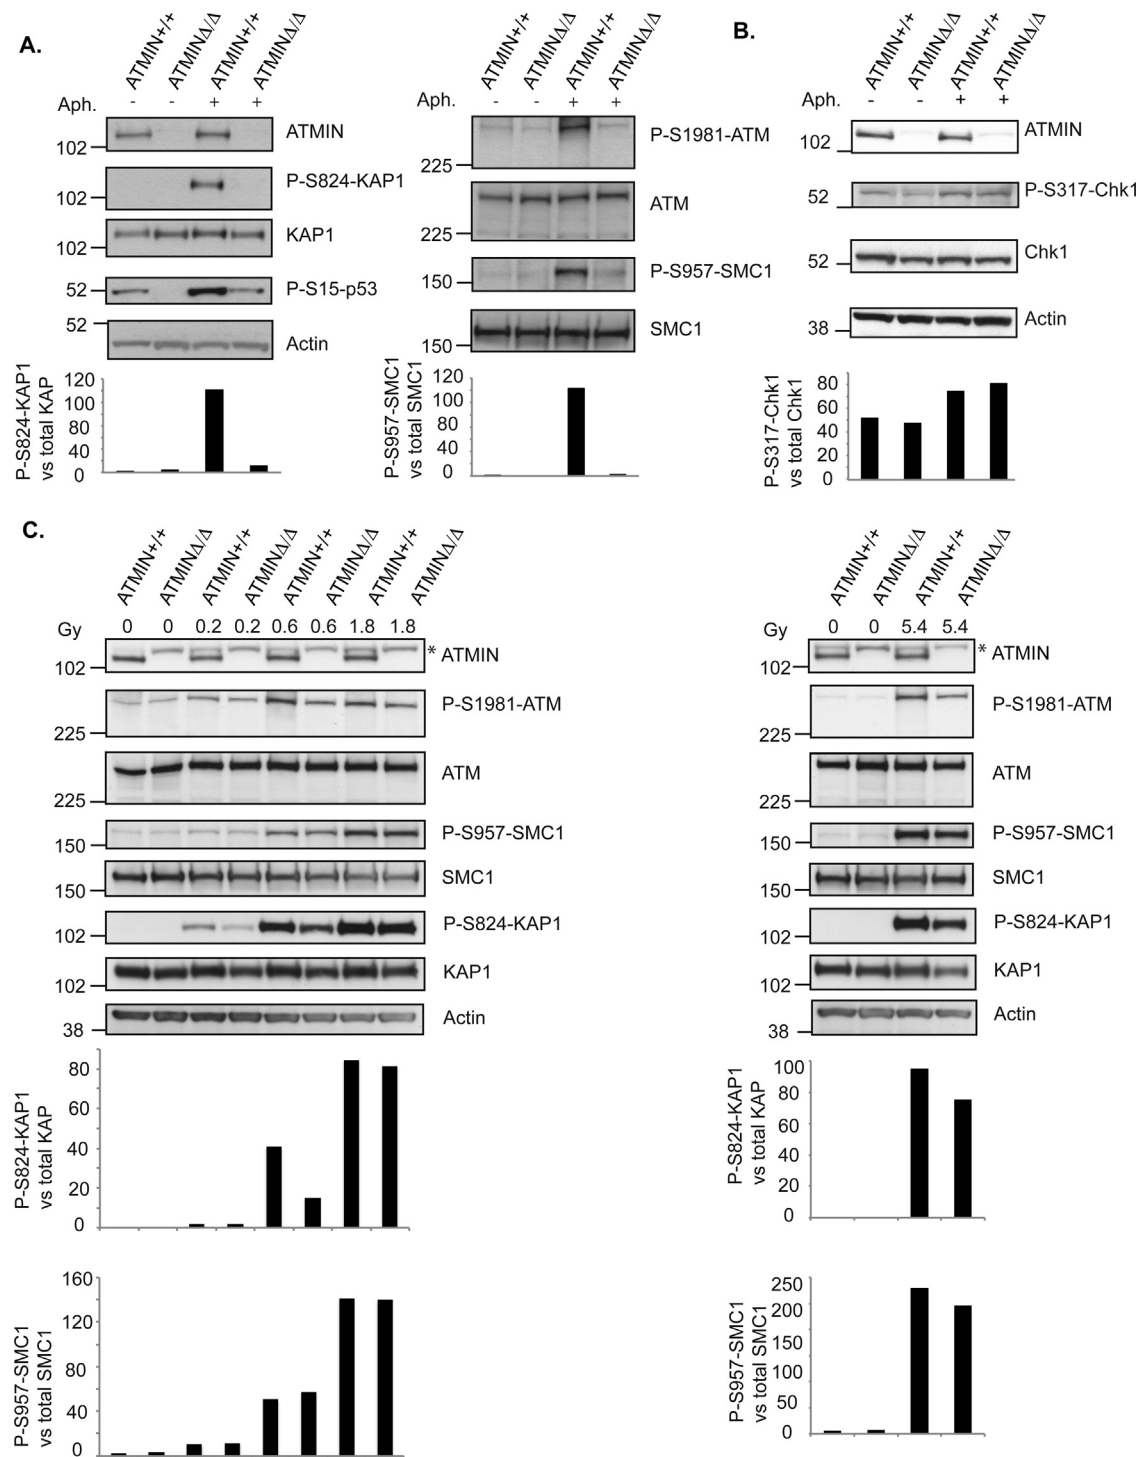 A.
ATMIN+/+ ATMINΔ/Δ ATMIN+/+ ATMINΔ/Δ
Aph. - - + +
ATMIN
102
P-S824-KAP1
102
KAP1
102
52 P-S15-p53
52
Actin
P-S824-KAP1
vs total KAP
120
100
80
40
0
ATMIN+/+ ATMINΔ/Δ ATMIN+/+ ATMINΔ/Δ
Aph. - - + +
P-S1981-ATM
225
ATM
225
P-S957-SMC1
150
SMC1
150
P-S957-SMC1
vs total SMC1
120
100
80
40
0
B.
ATMIN+/+ ATMINΔ/Δ ATMIN+/+ ATMINΔ/Δ
Aph. - - + +
ATMIN
102
P-S317-Chk1
52
Chk1
52
Actin
38
P-S317-Chk1
vs total Chk1
80
60
40
20
0
C.
ATMIN+/+ ATMINΔ/Δ ATMIN+/+ ATMINΔ/Δ ATMIN+/+ ATMINΔ/Δ ATMIN+/+ ATMINΔ/Δ
Gy 0 0 0.2 0.2 0.6 0.6 1.8 1.8
* ATMIN
102
P-S1981-ATM
225
ATM
225
P-S957-SMC1
150
SMC1
150
P-S824-KAP1
102
KAP1
102
Actin
38
P-S824-KAP1
vs total KAP
80
60
40
20
0
P-S957-SMC1
vs total SMC1
160
120
80
40
0
ATMIN+/+ ATMINΔ/Δ ATMIN+/+ ATMINΔ/Δ
Gy 0 0 5.4 5.4
* ATMIN
102
P-S1981-ATM
225
ATM
225
P-S957-SMC1
150
SMC1
150
P-S824-KAP1
102
KAP1
102
Actin
38
P-S824-KAP1
vs total KAP
100
80
60
40
20
0
P-S957-SMC1
vs total SMC1
250
200
150
100
50
0